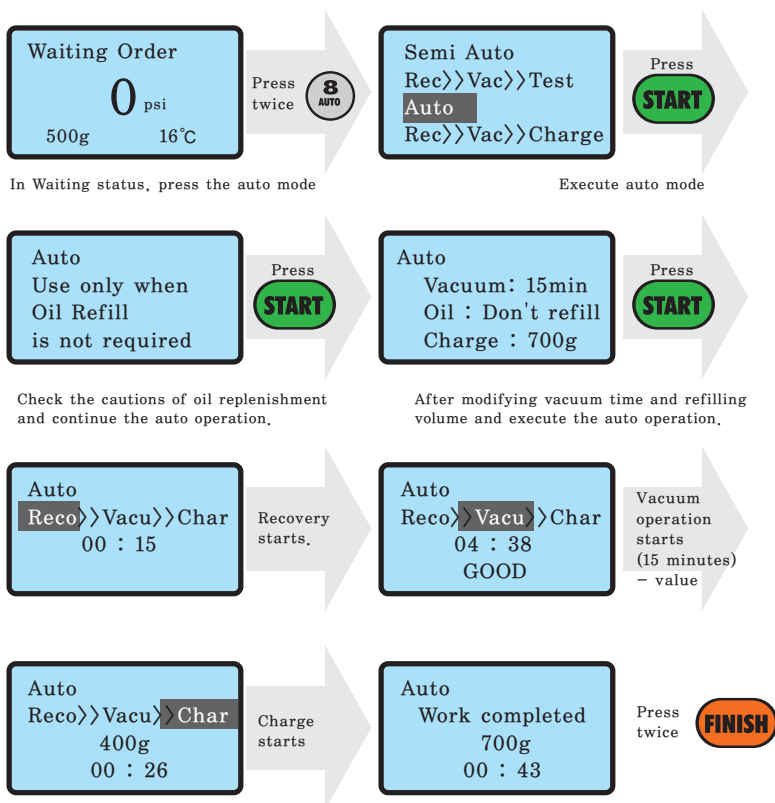 Waiting Order
0 psi
500g 16℃
Press
twice
8
AUTO
Semi Auto
Rec》Vac》Test
Auto
Rec》Vac》Charge
Press
START
In Waiting status, press the auto mode
Execute auto mode
Auto
Use only when
Oil Refill
is not required
Press
START
Auto
Vacuum: 15min
Oil : Don't refill
Charge : 700g
Press
START
Check the cautions of oil replenishment
and continue the auto operation.
After modifying vacuum time and refilling
volume and execute the auto operation.
Auto
Reco》Vacu》Char
00 : 15
Recovery
starts.
Auto
Reco》Vacu》Char
04 : 38
GOOD
Vacuum
operation
starts
(15 minutes)
- value
Auto
Reco》Vacu》Char
400g
00 : 26
Charge
starts
Auto
Work completed
700g
00 : 43
Press
twice
FINISH